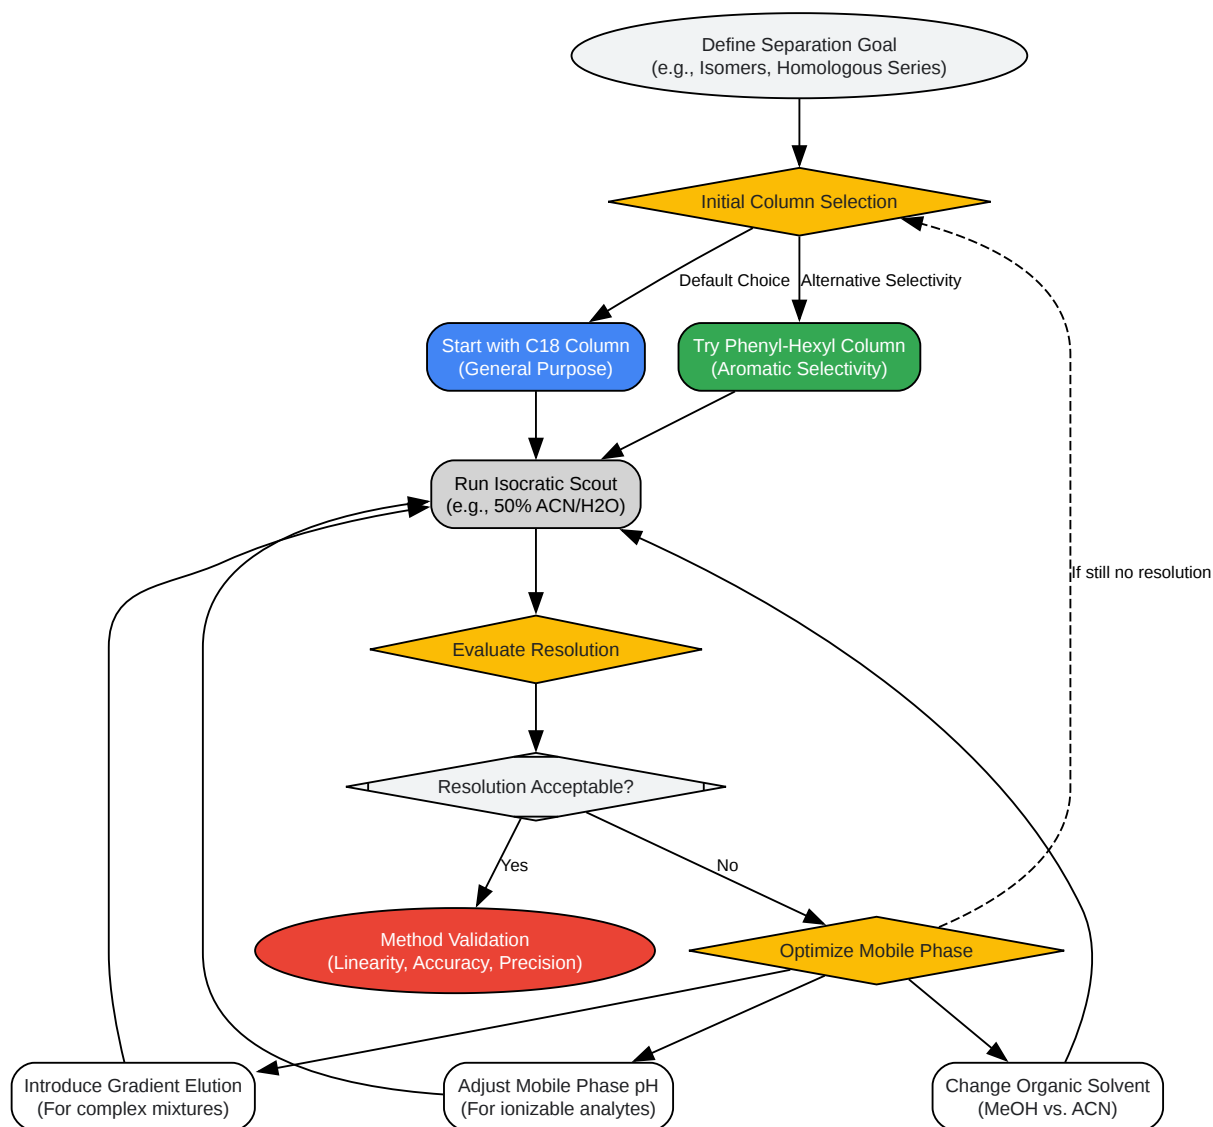 Define Separation Goal
(e.g., Isomers, Homologous Series)
Initial Column Selection
Default Choice
Alternative Selectivity
Start with C18 Column
(General Purpose)
Try Phenyl-Hexyl Column
(Aromatic Selectivity)
Run Isocratic Scout
(e.g., 50% ACN/H2O)
If still no resolution
Evaluate Resolution
Resolution Acceptable?
Yes
No
Method Validation
(Linearity, Accuracy, Precision)
Optimize Mobile Phase
Introduce Gradient Elution
(For complex mixtures)
Adjust Mobile Phase pH
(For ionizable analytes)
Change Organic Solvent
(MeOH vs. ACN)